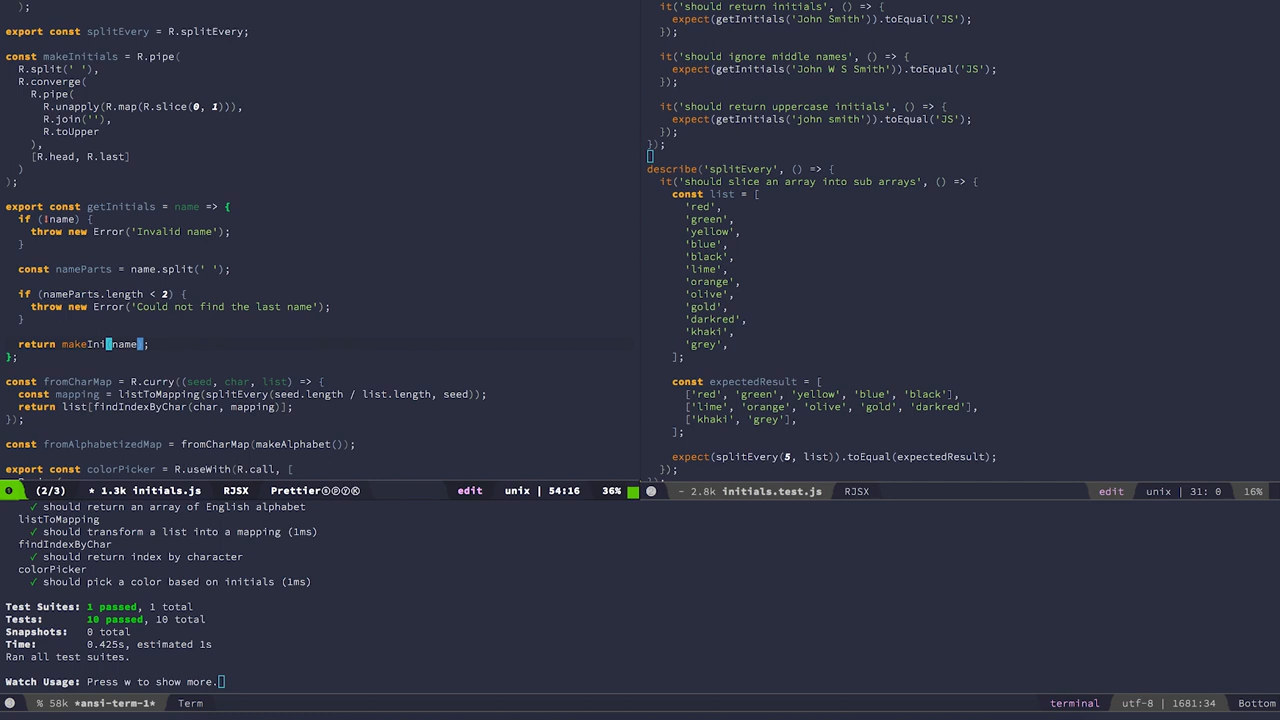 );
export const splitEvery = R.splitEvery;
const makeInitials = R.pipe(
R.split(' '),
R.converge(
R.pipe(
R.unapply(R.map(R.slice(0, 1))),
R.join(''),
R.toUpper
),
[R.head, R.last]
)
);
export const getInitials = name => {
if (!name) {
throw new Error('Invalid name');
}
const nameParts = name.split(' ');
if (nameParts.length < 2) {
throw new Error('Could not find the last name');
}
return makeIni(name);
};
const fromCharMap = R.curry((seed, char, list) => {
const mapping = listToMapping(splitEvery(seed.length / list.length, seed));
return list[findIndexByChar(char, mapping)];
});
const fromAlphabetizedMap = fromCharMap(makeAlphabet());
export const colorPicker = R.useWith(R.call, [
(2/3) * 1.3k initials.js RJSX Prettierⓢⓟⓨⓚ edit unix | 54:16 36%
it('should return initials', () => {
expect(getInitials('John Smith')).toEqual('JS');
});
it('should ignore middle names', () => {
expect(getInitials('John W S Smith')).toEqual('JS');
});
it('should return uppercase initials', () => {
expect(getInitials('john smith')).toEqual('JS');
});
});
describe('splitEvery', () => {
it('should slice an array into sub arrays', () => {
const list = [
'red',
'green',
'yellow',
'blue',
'black',
'lime',
'orange',
'olive',
'gold',
'darkred',
'khaki',
'grey',
];
const expectedResult = [
['red', 'green', 'yellow', 'blue', 'black'],
['lime', 'orange', 'olive', 'gold', 'darkred'],
['khaki', 'grey'],
];
expect(splitEvery(5, list)).toEqual(expectedResult);
});
- 2.8k initials.test.js RJSX edit unix | 31: 0 16%
✓ should return an array of English alphabet
listToMapping
✓ should transform a list into a mapping (1ms)
findIndexByChar
✓ should return index by character
colorPicker
✓ should pick a color based on initials (1ms)
Test Suites: 1 passed, 1 total
Tests: 10 passed, 10 total
Snapshots: 0 total
Time: 0.425s, estimated 1s
Ran all test suites.
Watch Usage: Press w to show more.
% 58k *ansi-term-1* Term terminal utf-8 | 1681:34 Bottom